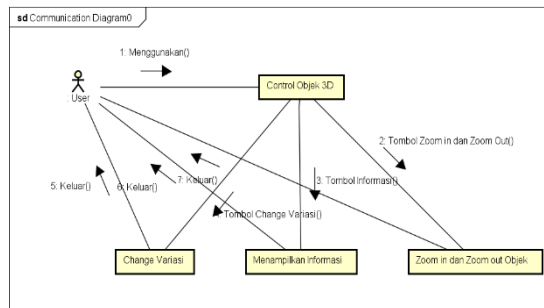 sd Communication Diagram0
1: Menggunakan()
: User
Control Objek 3D
2: Tombol Zoom in dan Zoom Out()
3: Tombol Informasi()
5: Keluar()
6: Keluar()
7: Keluar()
: Tombol Change Variasi()
Change Variasi
Menampilkan Informasi
Zoom in dan Zoom out Objek